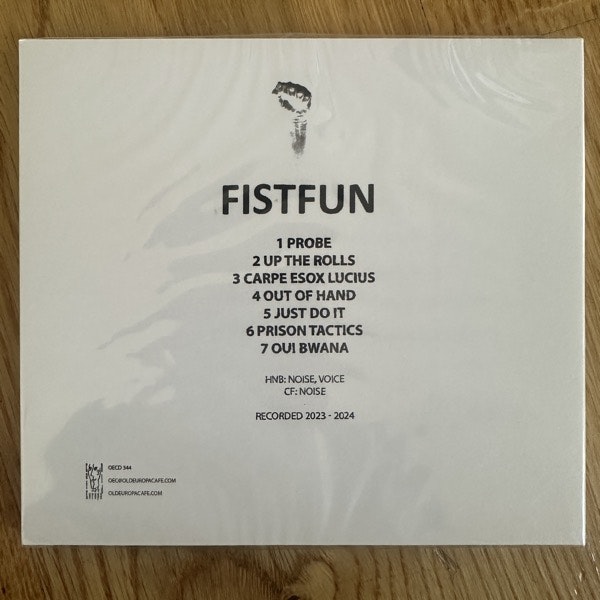 FISTFUN
1 PROBE
2 UP THE ROLLS
3 CARPE ESOX LUCIUS
4 OUT OF HAND
5 JUST DO IT
6 PRISON TACTICS
7 OUI BWANA
HNB: NOISE, VOICE
CF: NOISE
RECORDED 2023 - 2024
OECD 344
OEC@OLDEUROPACAFE.COM
OLDEUROPACAFE.COM